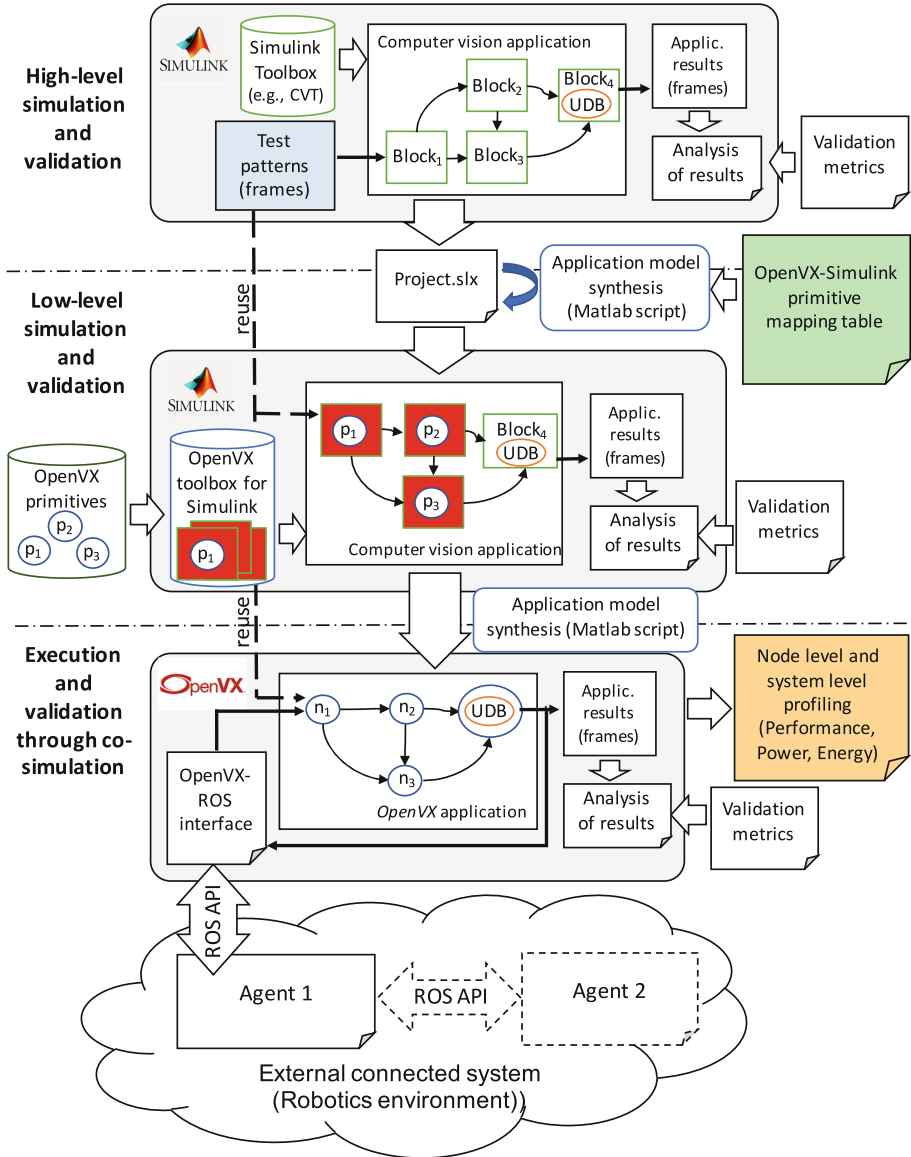 High-level
simulation
and
validation
SIMULINK
Simulink
Toolbox
(e.g., CVT)
Test
patterns
(frames)
Computer vision application
Block1
Block2
Block3
Block4
UDB
Applic.
results
(frames)
Analysis
of results
Validation
metrics
reuse
Project.slx
Application model
synthesis
(Matlab script)
OpenVX-Simulink
primitive
mapping table
Low-level
simulation
and
validation
SIMULINK
OpenVX
primitives
p2
p1
p3
OpenVX
toolbox for
Simulink
p1
p1
p2
p3
Block4
UDB
Computer vision application
Applic.
results
(frames)
Analysis
of results
Validation
metrics
reuse
Application model
synthesis (Matlab script)
Execution
and
validation
through co-
simulation
OpenVX
OpenVX-
ROS
interface
n1
n2
UDB
n3
OpenVX application
Applic.
results
(frames)
Analysis
of results
Node level and
system level
profiling
(Performance,
Power, Energy)
Validation
metrics
ROS API
Agent 1
ROS API
Agent 2
External connected system
(Robotics environment))